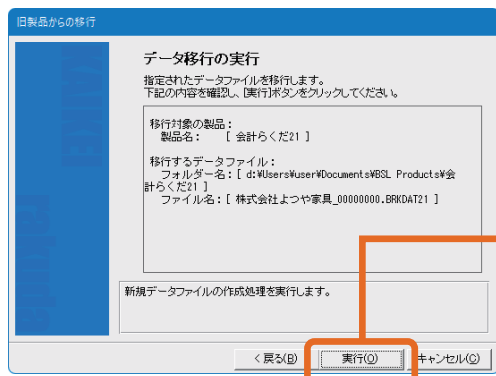 旧製品からの移行
データ移行の実行
指定されたデータファイルを移行します。
下記の内容を確認し、[実行]ボタンをクリックしてください。
移行対象の製品：
製品名： [ 会計らくだ21 ]
移行するデータファイル：
フォルダー名：[ d:¥Users¥user¥Documents¥BSL Products¥会
計らくだ21 ]
ファイル名：[ 株式会社よつや家具_00000000.BRKDAT21 ]
KAIKEI
rakuda
新規データファイルの作成処理を実行します。
< 戻る(B) 実行(O) キャンセル(C)